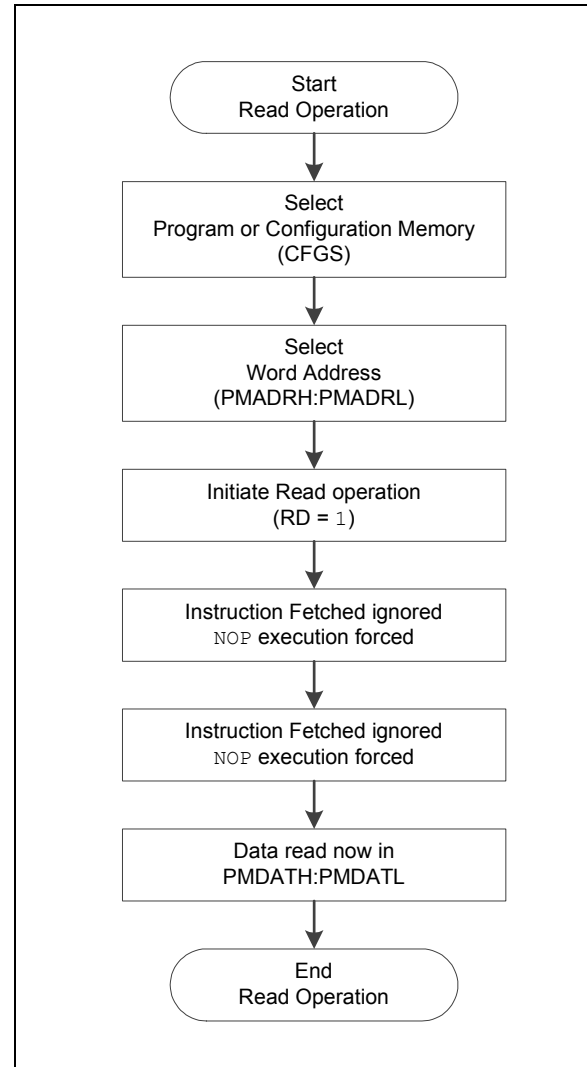 Start
Read Operation
Select
Program or Configuration Memory
(CFGS)
Select
Word Address
(PMADRH:PMADRL)
Initiate Read operation
(RD = 1)
Instruction Fetched ignored
NOP execution forced
Instruction Fetched ignored
NOP execution forced
Data read now in
PMDATH:PMDATL
End
Read Operation